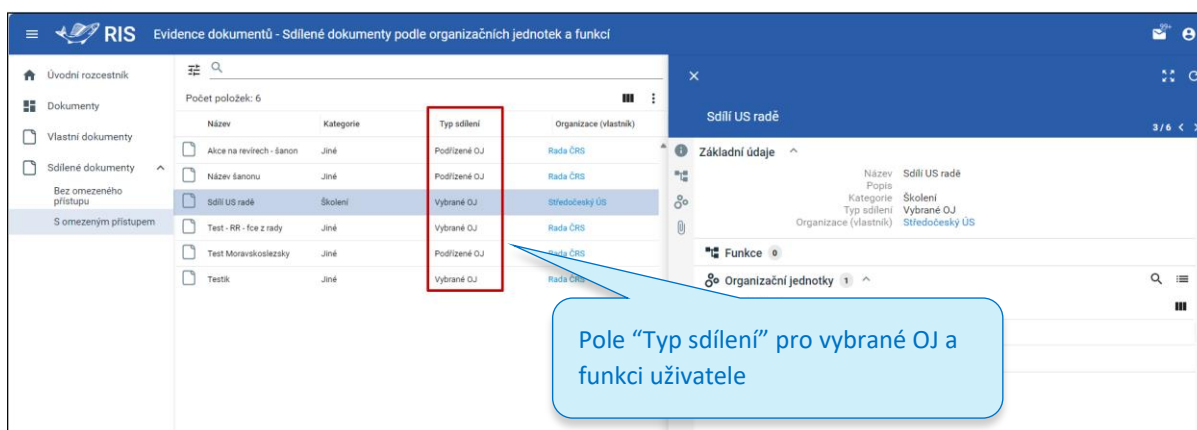 RIS
Evidence dokumentů - Sdílené dokumenty podle organizačních jednotek a funkcí
99+
Úvodní rozcestník
Dokumenty
Vlastní dokumenty
Sdílené dokumenty
Bez omezeného
přístupu
S omezeným přístupem
Počet položek: 6
Název Kategorie Typ sdílení Organizace (vlastník)
Akce na revírech - šanon Jiné Podřízené OJ Rada ČRS
Název šanonu Jiné Podřízené OJ Rada ČRS
Sdílí US radě Školení Vybrané OJ Středočeský ÚS
Test - RR - fce z rady Jiné Vybrané OJ Rada ČRS
Test Moravskoslezsky Jiné Podřízené OJ Rada ČRS
Testik Jiné Vybrané OJ Rada ČRS
Sdílí US radě
3/6
Základní údaje
Název Sdílí US radě
Popis
Kategorie Školení
Typ sdílení Vybrané OJ
Organizace (vlastník) Středočeský ÚS
Funkce 0
Organizační jednotky 1
Pole “Typ sdílení” pro vybrané OJ a
funkci uživatele